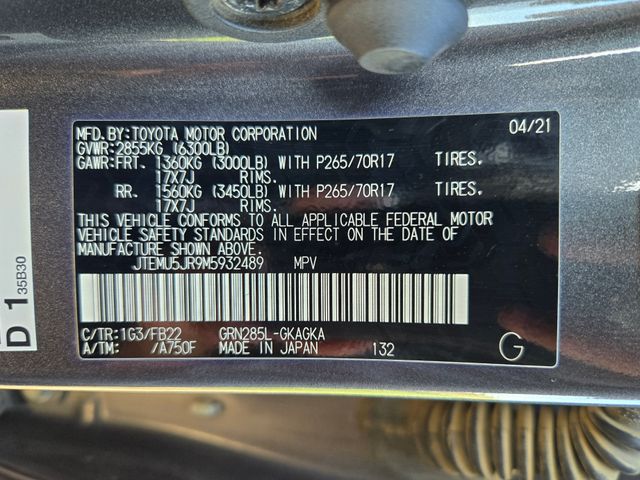 MFD.BY:TOYOTA MOTOR CORPORATION 04/21
GVWR:2855KG (6300LB)
GAWR:FRT. 1360KG (3000LB) WITH P265/70R17 TIRES.
17X7J RIMS.
RR. 1560KG (3450LB) WITH P265/70R17 TIRES.
17X7J RIMS.
THIS VEHICLE CONFORMS TO ALL APPLICABLE FEDERAL MOTOR
VEHICLE SAFETY STANDARDS IN EFFECT ON THE DATE OF
MANUFACTURE SHOWN ABOVE.
JTEMU5JR9M5932489 MPV
C/TR:1G3/FB22 GRN285L-GKAGKA
A/TM: /A750F MADE IN JAPAN 132 G
D 1
35B30